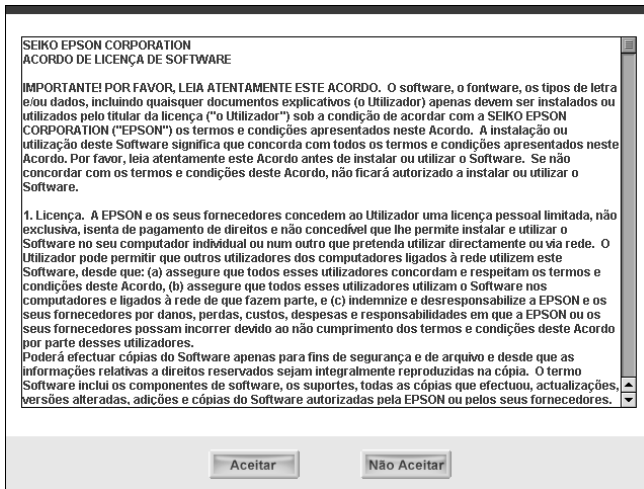 SEIKO EPSON CORPORATION
ACORDO DE LICENÇA DE SOFTWARE
IMPORTANTE! POR FAVOR, LEIA ATENTAMENTE ESTE ACORDO.  O software, o fontware, os tipos de letra
e/ou dados, incluindo quaisquer documentos explicativos (o Utilizador) apenas devem ser instalados ou
utilizados pelo titular da licença ("o Utilizador") sob a condição de acordar com a SEIKO EPSON
CORPORATION ("EPSON") os termos e condições apresentados neste Acordo.  A instalação ou
utilização deste Software significa que concorda com todos os termos e condições apresentados neste
Acordo. Por favor, leia atentamente este Acordo antes de instalar ou utilizar o Software.  Se não
concordar com os termos e condições deste Acordo, não ficará autorizado a instalar ou utilizar o
Software.
1. Licença.  A EPSON e os seus fornecedores concedem ao Utilizador uma licença pessoal limitada, não
exclusiva, isenta de pagamento de direitos e não concedível que lhe permite instalar e utilizar o
Software no seu computador individual ou num outro que pretenda utilizar directamente ou via rede.  O
Utilizador pode permitir que outros utilizadores dos computadores ligados à rede utilizem este
Software, desde que: (a) assegure que todos esses utilizadores concordam e respeitam os termos e
condições deste Acordo, (b) assegure que todos esses utilizadores utilizam o Software nos
computadores e ligados à rede de que fazem parte, e (c) indemnize e desresponsabilize a EPSON e os
seus fornecedores por danos, perdas, custos, despesas e responsabilidades em que a EPSON ou os
seus fornecedores possam incorrer devido ao não cumprimento dos termos e condições deste Acordo
por parte desses utilizadores.
Poderá efectuar cópias do Software apenas para fins de segurança e de arquivo e desde que as
informações relativas a direitos reservados sejam integralmente reproduzidas na cópia.  O termo
Software inclui os componentes de software, os suportes, todas as cópias que efectuou, actualizações,
versões alteradas, adições e cópias do Software autorizadas pela EPSON ou pelos seus fornecedores.
Aceitar
Não Aceitar